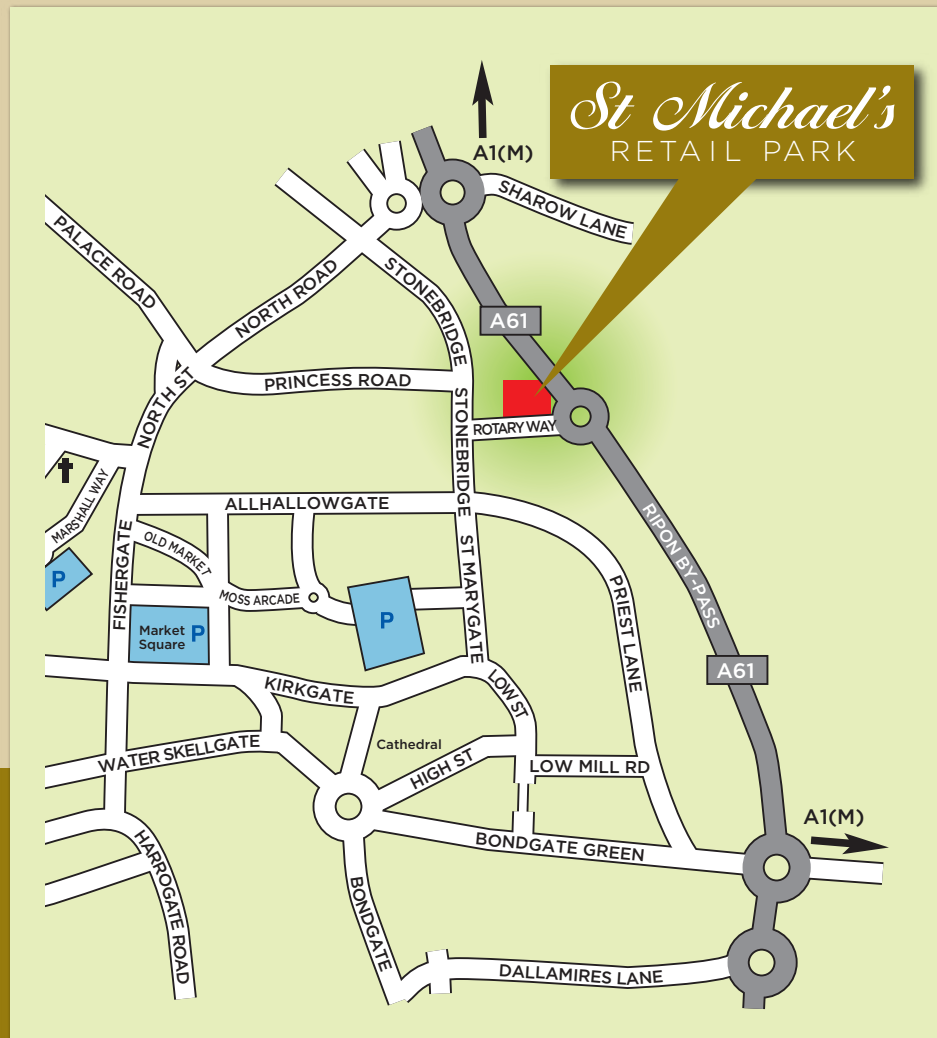 St Michael's
RETAIL PARK
A1(M)
SHAROW LANE
PALACE ROAD
NORTH ROAD
STONEBRIDGE
A61
PRINCESS ROAD
NORTH ST
STONEBRIDGE
ROTARY WAY
MARSHALL WAY
ALLHALLOWGATE
FISHERGATE
OLD MARKET
RIPON BY-PASS
P
MOSS ARCADE
ST MARYGATE
PRIEST LANE
Market
Square
P
P
KIRKGATE
LOW ST
A61
WATER SKELLGATE
Cathedral
HIGH ST
LOW MILL RD
A1(M)
HARROGATE ROAD
BONDGATE GREEN
BONDGATE
DALLAMIRES LANE